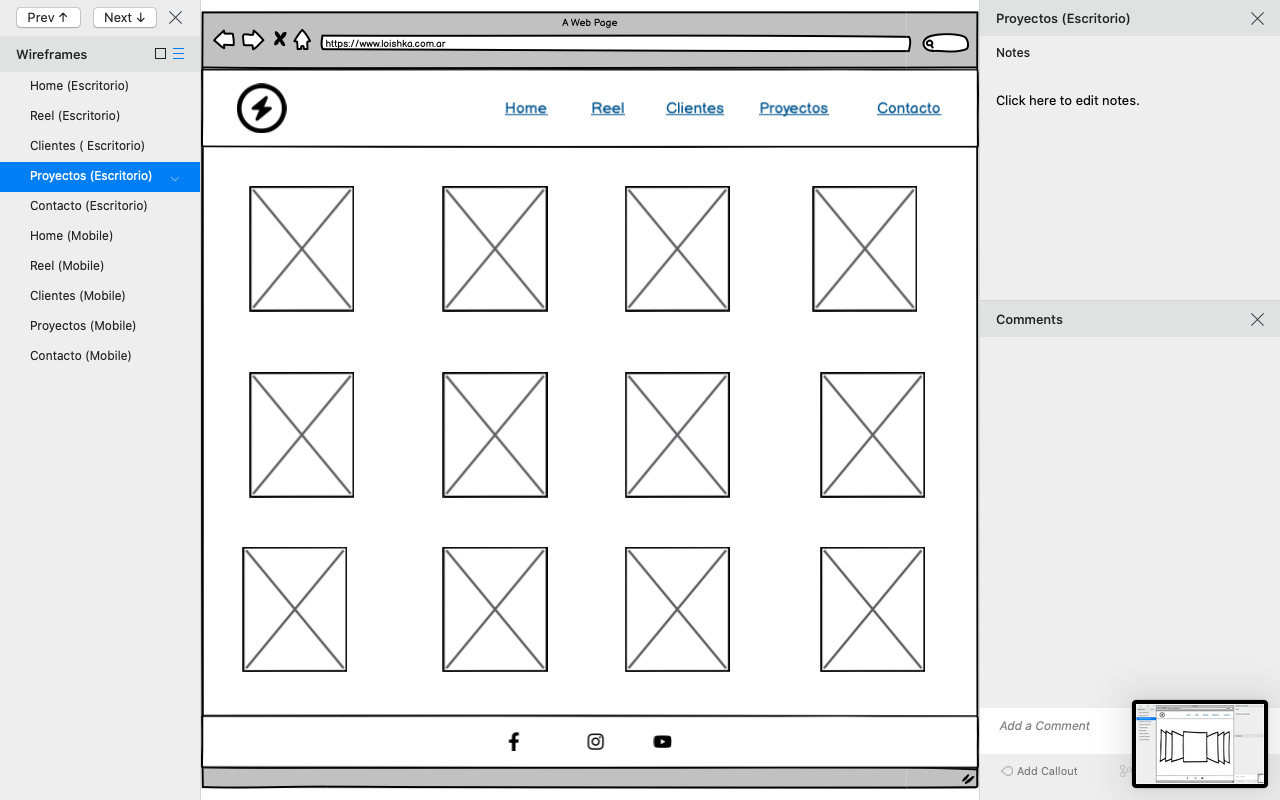 Prev ↑ Next ↓
Wireframes
Home (Escritorio)
Reel (Escritorio)
Clientes ( Escritorio)
Proyectos (Escritorio)
Contacto (Escritorio)
Home (Mobile)
Reel (Mobile)
Clientes (Mobile)
Proyectos (Mobile)
Contacto (Mobile)
A Web Page
https://www.loishka.com.ar
Home Reel Clientes Proyectos Contacto
Proyectos (Escritorio)
Notes
Click here to edit notes.
Comments
Add a Comment
Add Callout